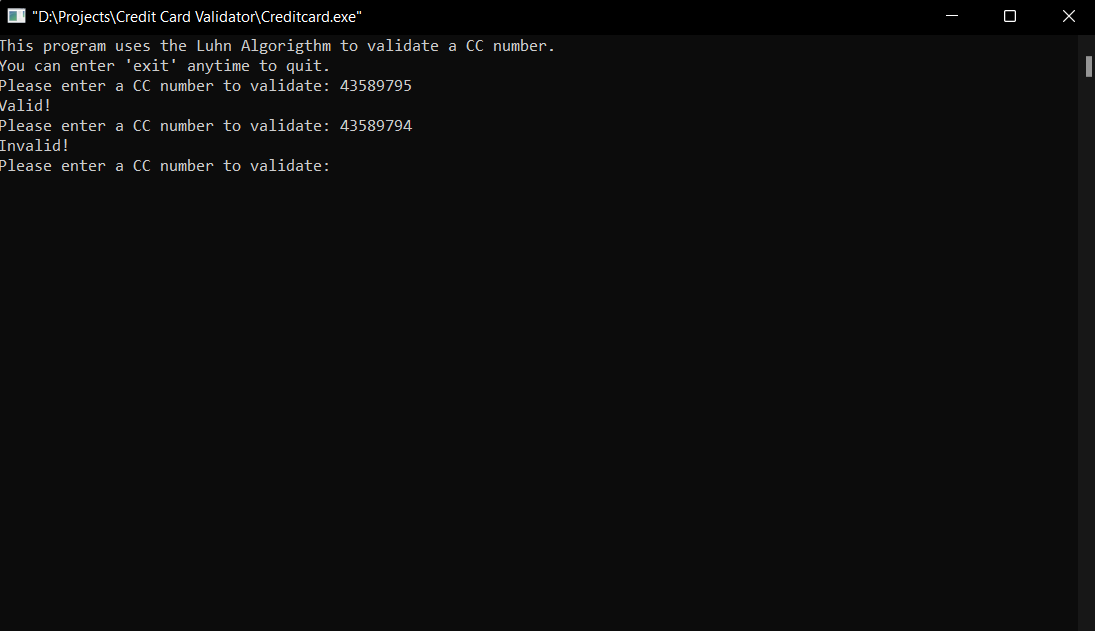 "D:\Projects\Credit Card Validator\Creditcard.exe"
This program uses the Luhn Algorigthm to validate a CC number.
You can enter 'exit' anytime to quit.
Please enter a CC number to validate: 43589795
Valid!
Please enter a CC number to validate: 43589794
Invalid!
Please enter a CC number to validate: